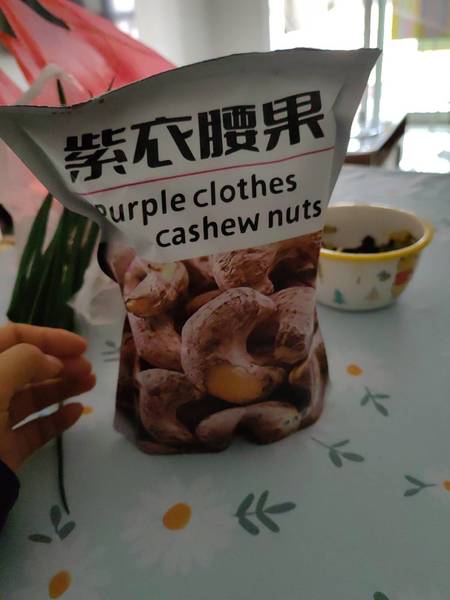 紫衣腰果
Purple clothes
cashew nuts